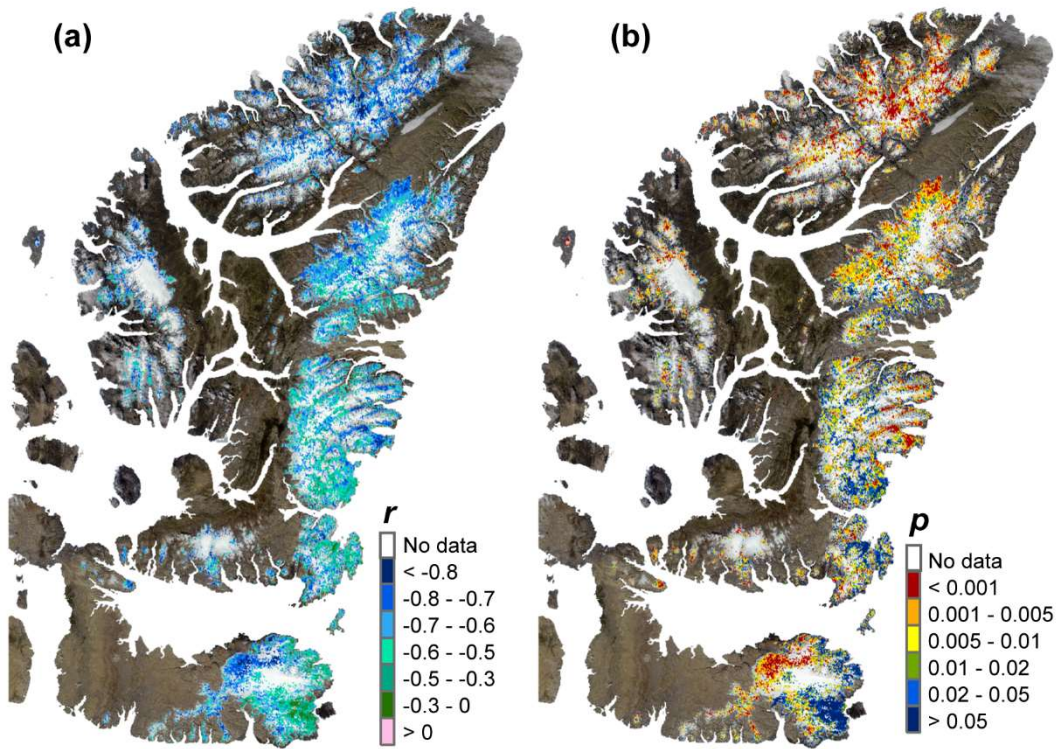 (a)
(b)
r
No data
< -0.8
-0.8 - -0.7
-0.7 - -0.6
-0.6 - -0.5
-0.5 - -0.3
-0.3 - 0
> 0
p
No data
< 0.001
0.001 - 0.005
0.005 - 0.01
0.01 - 0.02
0.02 - 0.05
> 0.05